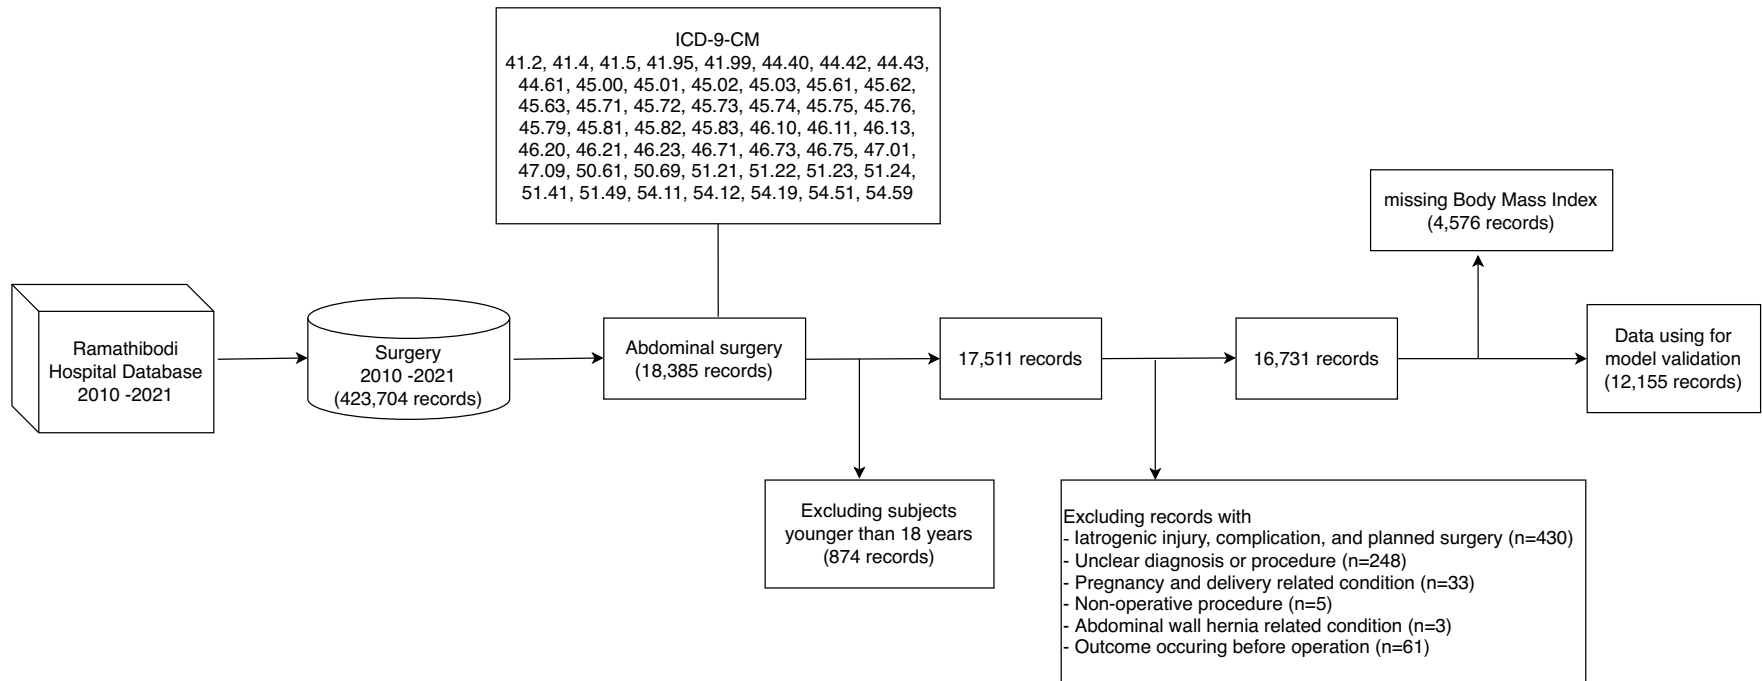 ICD-9-CM
41.2, 41.4, 41.5, 41.95, 41.99, 44.40, 44.42, 44.43,
44.61, 45.00, 45.01, 45.02, 45.03, 45.61, 45.62,
45.63, 45.71, 45.72, 45.73, 45.74, 45.75, 45.76,
45.79, 45.81, 45.82, 45.83, 46.10, 46.11, 46.13,
46.20, 46.21, 46.23, 46.71, 46.73, 46.75, 47.01,
47.09, 50.61, 50.69, 51.21, 51.22, 51.23, 51.24,
51.41, 51.49, 54.11, 54.12, 54.19, 54.51, 54.59
missing Body Mass Index
(4,576 records)
Ramathibodi
Hospital Database
2010 -2021
Surgery
2010 -2021
(423,704 records)
Abdominal surgery
(18,385 records)
17,511 records
16,731 records
Data using for
model validation
(12,155 records)
Excluding subjects
younger than 18 years
(874 records)
Excluding records with
- Iatrogenic injury, complication, and planned surgery (n=430)
- Unclear diagnosis or procedure (n=248)
- Pregnancy and delivery related condition (n=33)
- Non-operative procedure (n=5)
- Abdominal wall hernia related condition (n=3)
- Outcome occuring before operation (n=61)